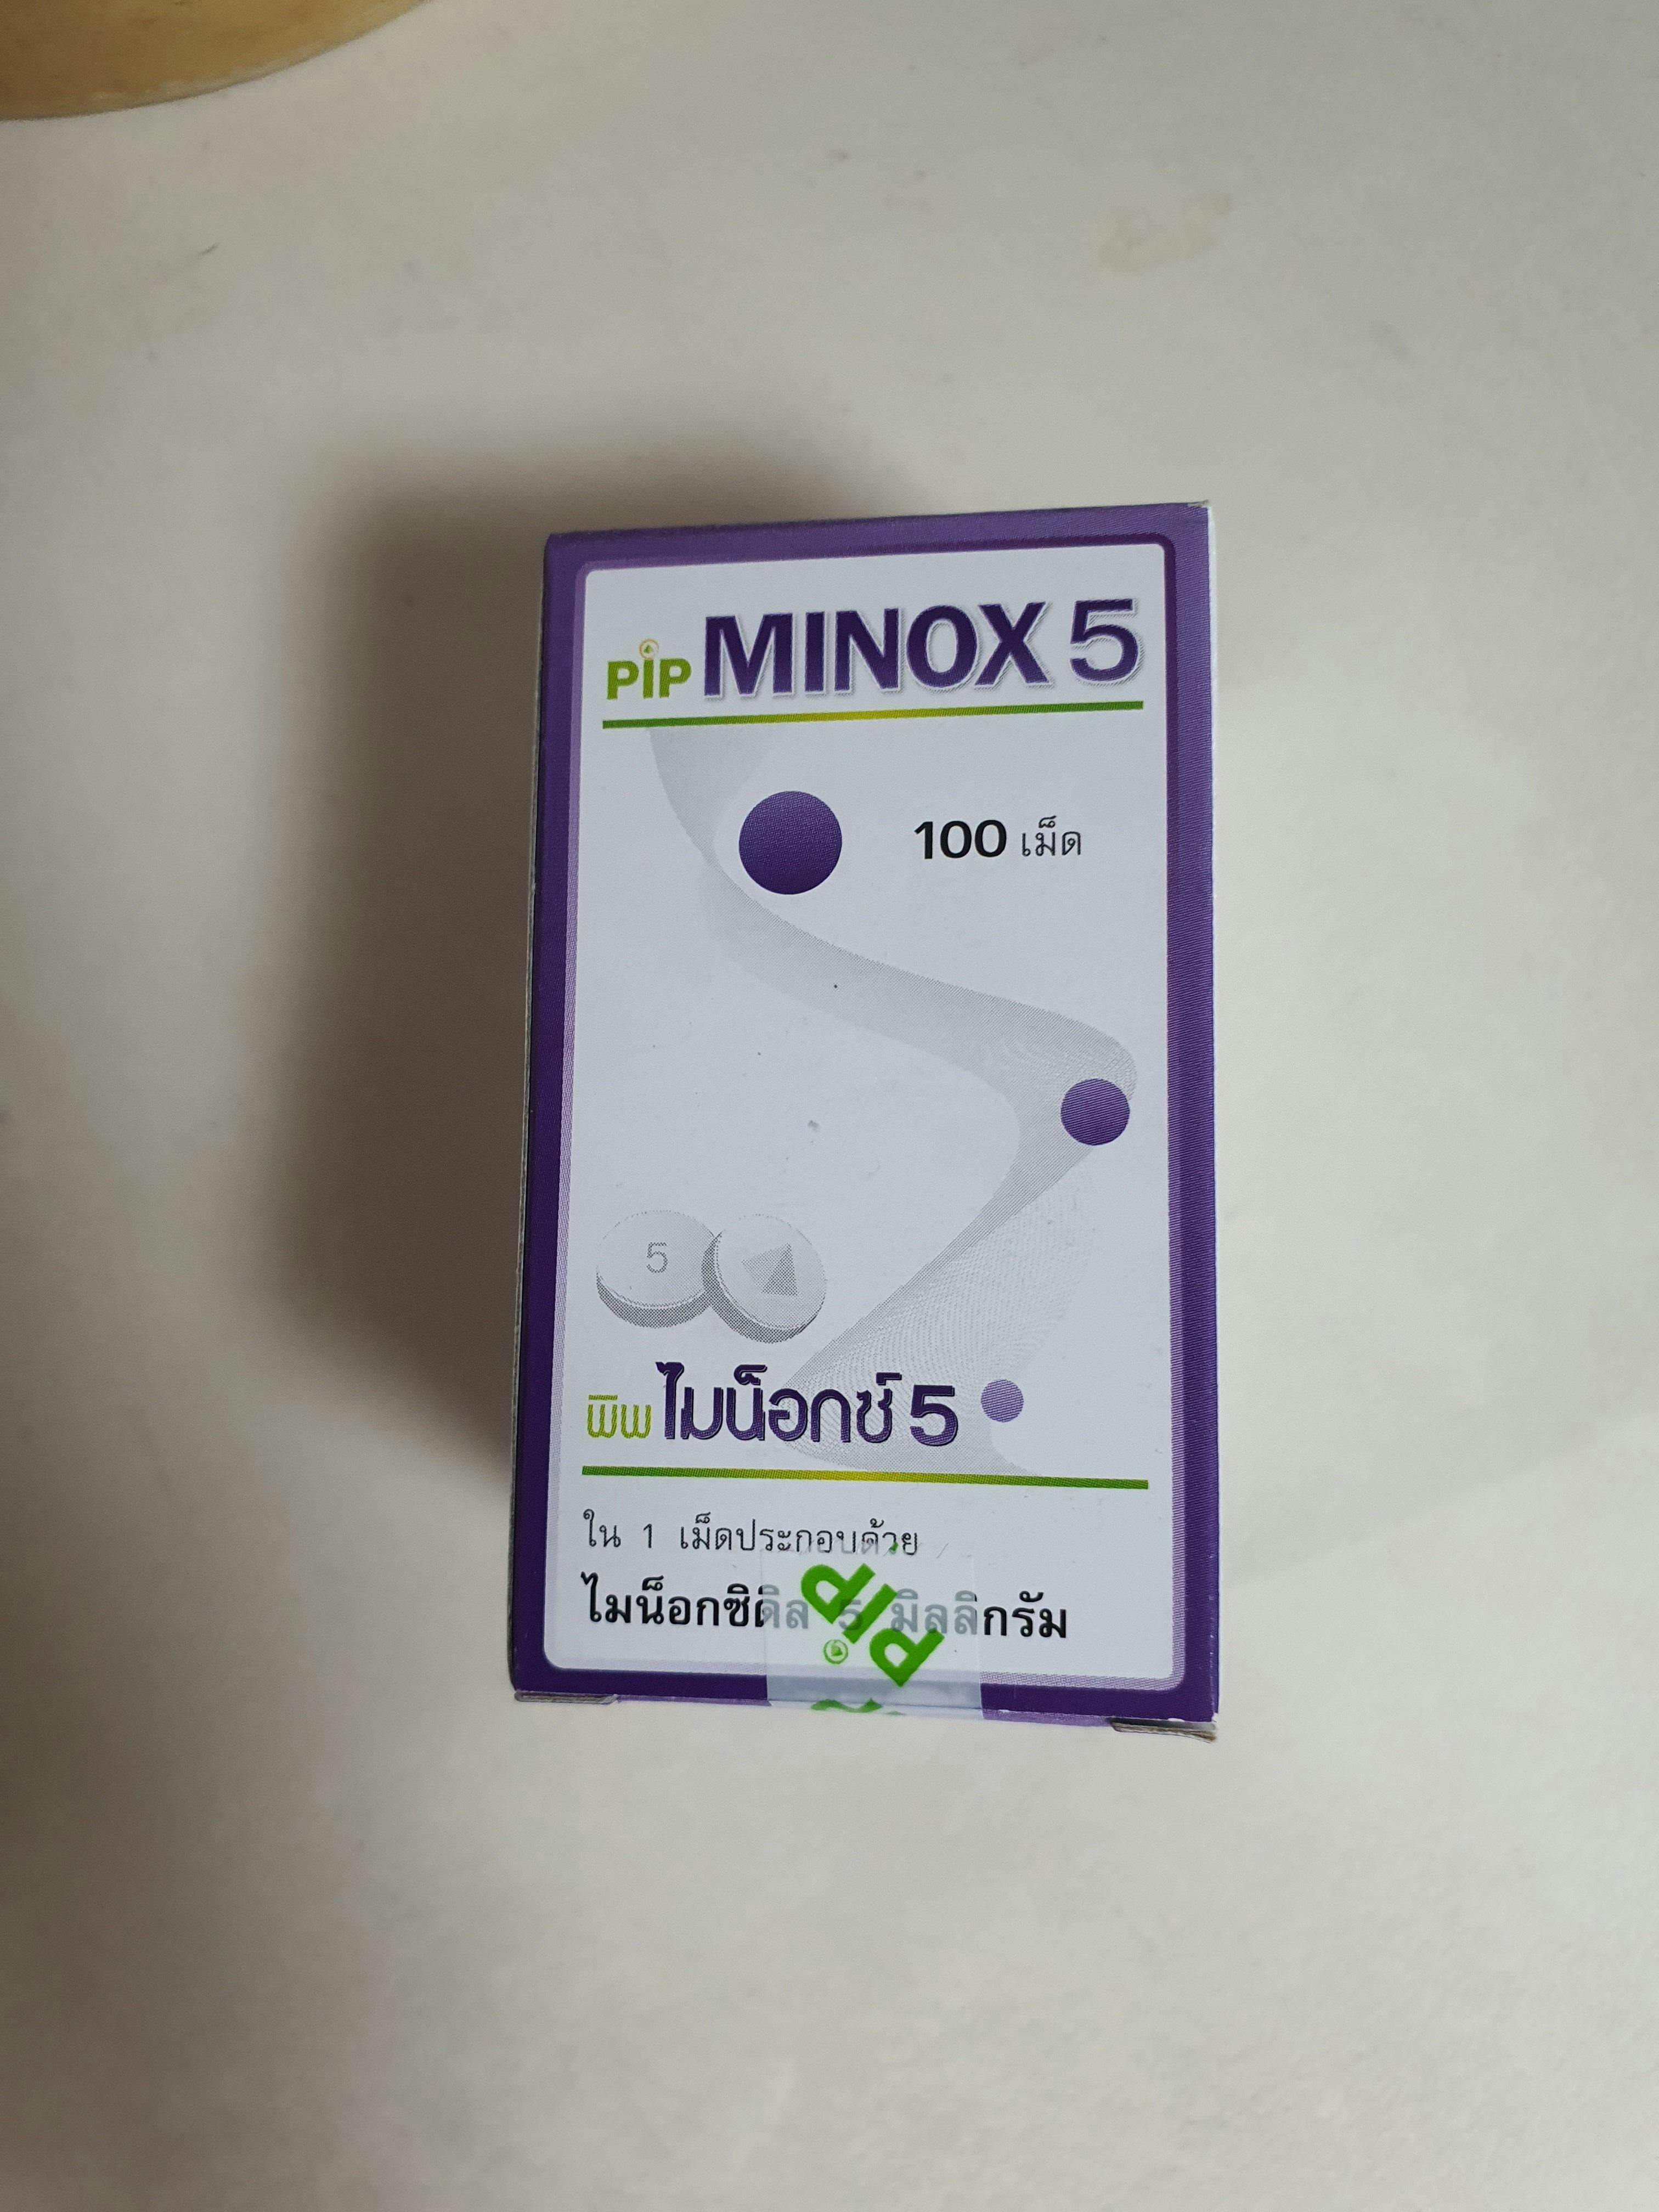 PIP MINOX 5
100 เม็ด
5
พิพ ไมน็อกซ์ 5
ใน 1 เม็ดประกอบด้วย
ไมน็อกซิดิล 5 มิลลิกรัม
PIP